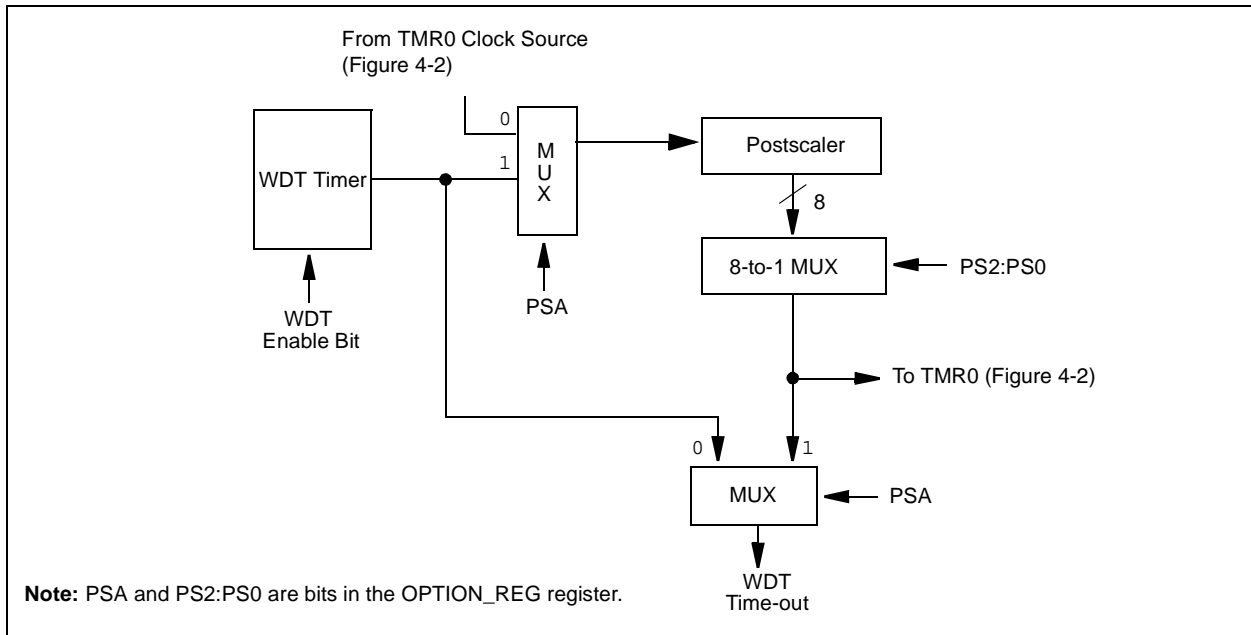 From TMR0 Clock Source
(Figure 4-2)
0
1
M
U
X
WDT Timer
Postscaler
8
8-to-1 MUX
PS2:PS0
PSA
WDT
Enable Bit
To TMR0 (Figure 4-2)
0
1
MUX
PSA
WDT
Time-out
Note: PSA and PS2:PS0 are bits in the OPTION_REG register.